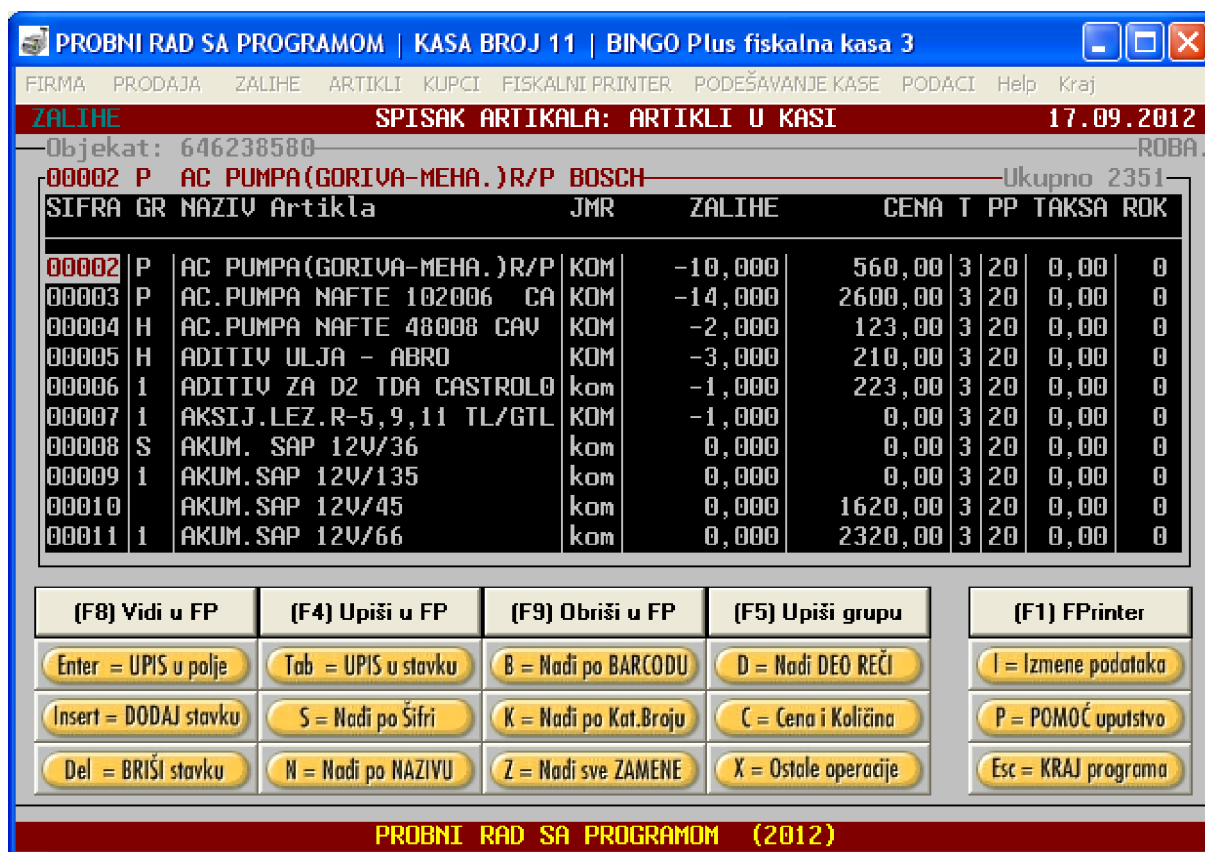 PROBNI RAD SA PROGRAMOM | KASA BROJ 11 | BINGO Plus fiskalna kasa 3
FIRMA PRODAJA ZALIHE ARTIKLI KUPCI FISKALNI PRINTER PODEŠAVANJE KASE PODACI Help Kraj
ZALIHE SPISAK ARTIKALA: ARTIKLI U KASI 17.09.2012
Objekat: 646238580 ROBA.
00002 P AC PUMPA(GORIVA-MEHA.)R/P BOSCH Ukupno 2351
SIFRA GR NAZIV Artikla JMR ZALIHE CENA T PP TAKSA ROK
00002 P AC PUMPA(GORIVA-MEHA.)R/P KOM -10,000 560,00 3 20 0,00 0
00003 P AC.PUMPA NAFTE 102006 CA KOM -14,000 2600,00 3 20 0,00 0
00004 H AC.PUMPA NAFTE 48008 CAV KOM -2,000 123,00 3 20 0,00 0
00005 H ADITIV ULJA - ABRO KOM -3,000 210,00 3 20 0,00 0
00006 1 ADITIV ZA D2 TDA CASTROLO kom -1,000 223,00 3 20 0,00 0
00007 1 AKSIJ.LEZ.R-5,9,11 TL/GTL KOM -1,000 0,00 3 20 0,00 0
00008 S AKUM. SAP 12V/36 kom 0,000 0,00 3 20 0,00 0
00009 1 AKUM.SAP 12V/135 kom 0,000 0,00 3 20 0,00 0
00010 AKUM.SAP 12V/45 kom 0,000 1620,00 3 20 0,00 0
00011 1 AKUM.SAP 12V/66 kom 0,000 2320,00 3 20 0,00 0
(F8) Vidi u FP (F4) Upiši u FP (F9) Obriši u FP (F5) Upiši grupu (F1) FPrinter
Enter = UPIS u polje Tab = UPIS u stavku B = Nađi po BARCODU D = Nađi DEO REČI I = Izmene podataka
Insert = DODAJ stavku S = Nađi po Šifri K = Nađi po Kat.Broju C = Cena i Količina P = POMOĆ uputstvo
Del = BRIŠI stavku N = Nađi po NAZIVU Z = Nađi sve ZAMENE X = Ostale operacije Esc = KRAJ programa
PROBNI RAD SA PROGRAMOM (2012)